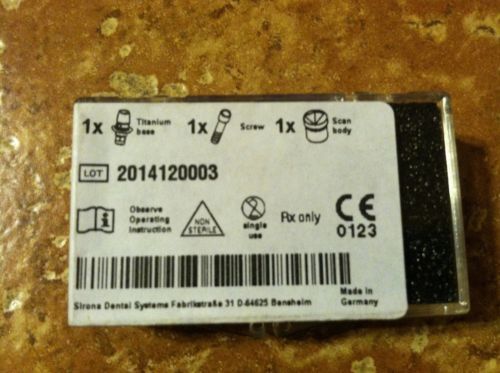 1x Titanium base 1x Screw 1x Scan body
LOT 2014120003
Observe Operating Instruction NON STERILE single use Rx only CE 0123
Made in Germany
Sirona Dental Systems Fabrikstraße 31 D-64625 Bensheim